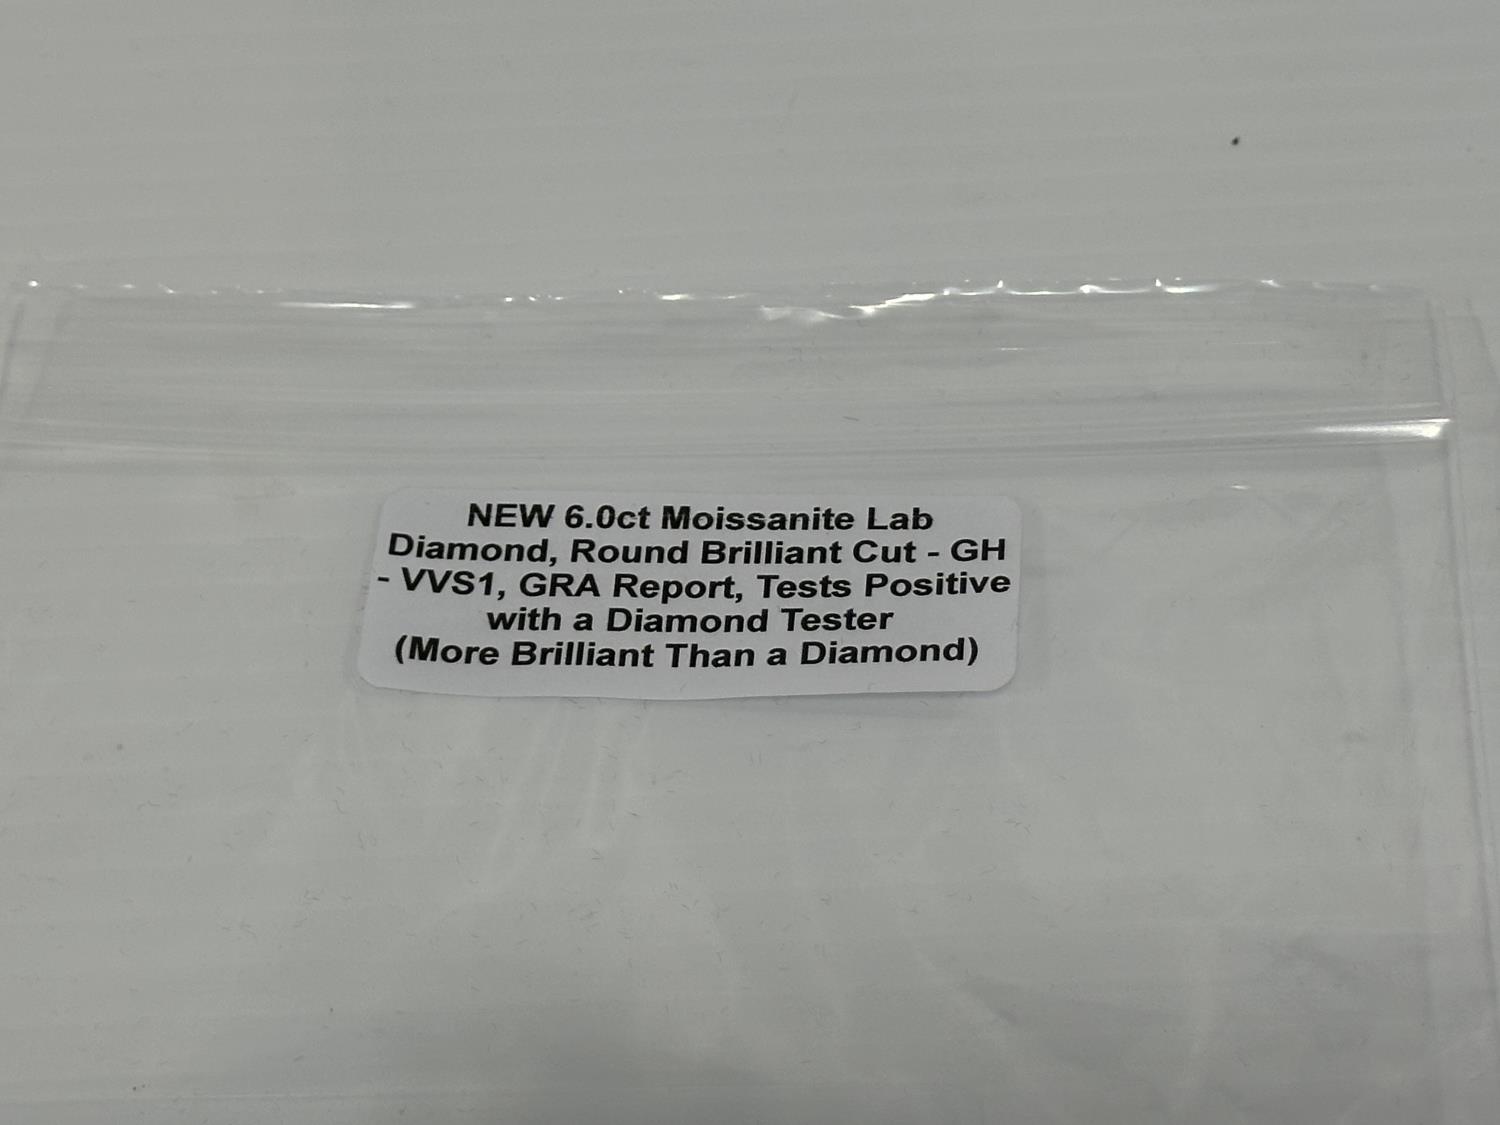 NEW 6.0ct Moissanite Lab
Diamond, Round Brilliant Cut - GH
- VVS1, GRA Report, Tests Positive
with a Diamond Tester
(More Brilliant Than a Diamond)